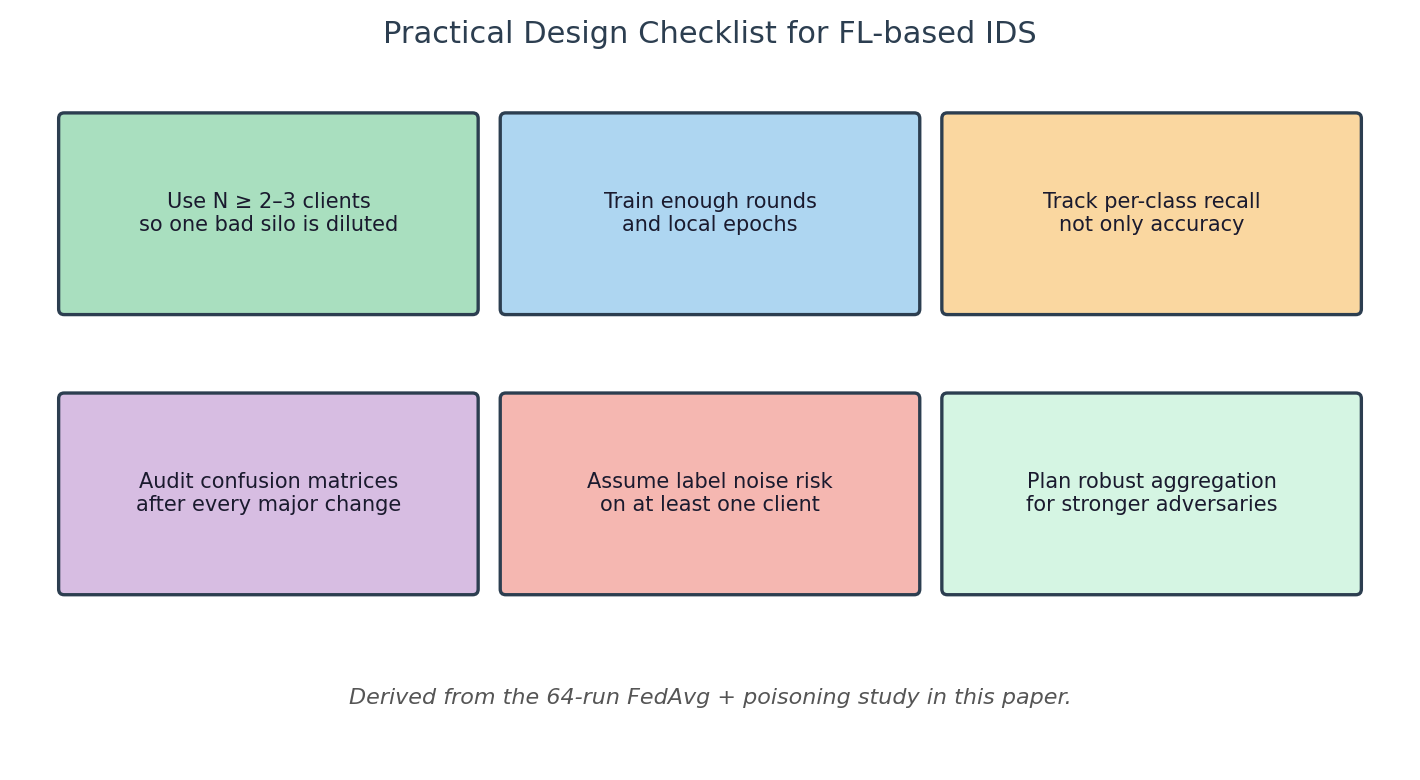 Practical Design Checklist for FL-based IDS
Use N ≥ 2–3 clients
so one bad silo is diluted
Train enough rounds
and local epochs
Track per-class recall
not only accuracy
Audit confusion matrices
after every major change
Assume label noise risk
on at least one client
Plan robust aggregation
for stronger adversaries
Derived from the 64-run FedAvg + poisoning study in this paper.